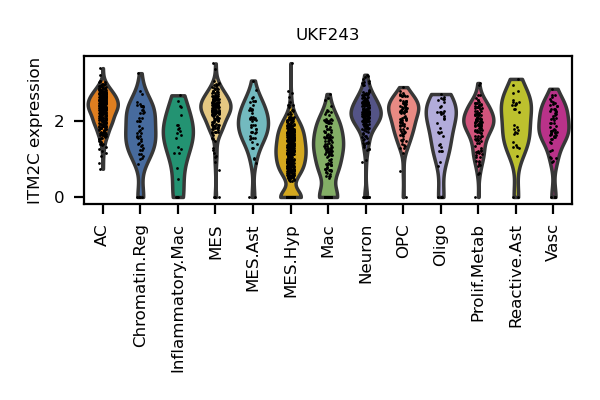 UKF243
ITM2C expression
2
0
AC
Chromatin.Reg
Inflammatory.Mac
MES
MES.Ast
MES.Hyp
Mac
Neuron
OPC
Oligo
Prolif.Metab
Reactive.Ast
Vasc